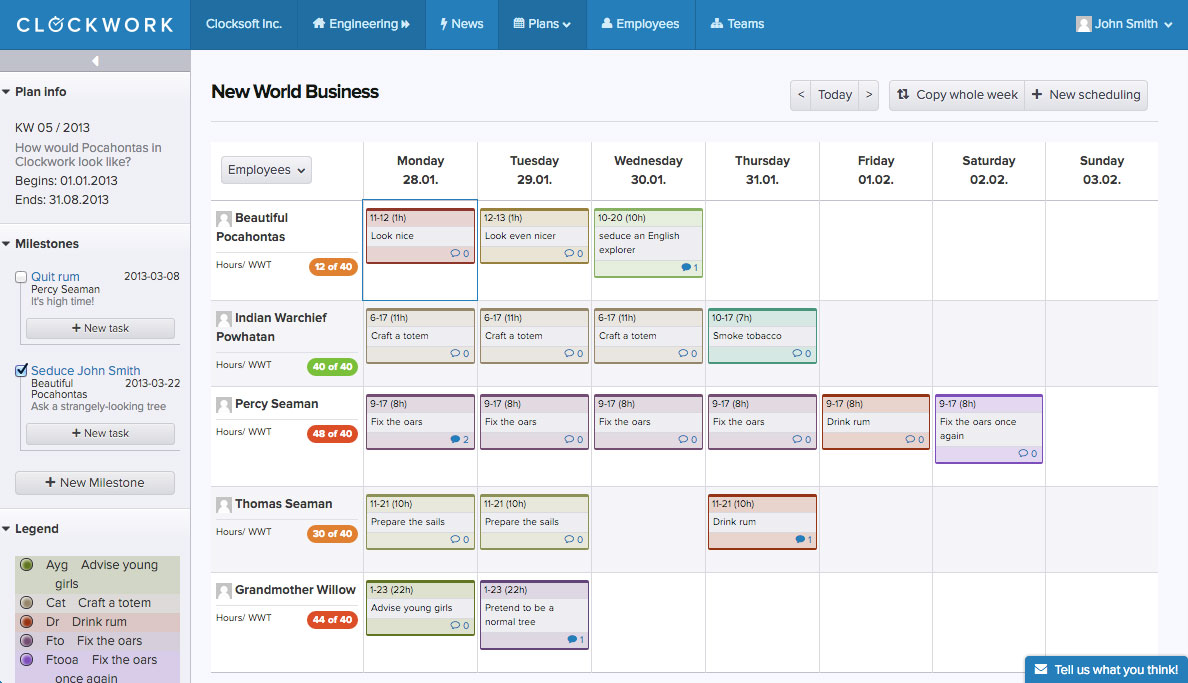 CLOCKWORK
Clocksoft Inc.
Engineering
News
Plans
Employees
Teams
John Smith
Plan info
KW 05 / 2013
How would Pocahontas in
Clockwork look like?
Begins: 01.01.2013
Ends: 31.08.2013
Milestones
Quit rum 2013-03-08
Percy Seaman
It's high time!
+ New task
Seduce John Smith
Beautiful 2013-03-22
Pocahontas
Ask a strangely-looking tree
+ New task
+ New Milestone
Legend
Ayg Advise young
girls
Cat Craft a totem
Dr Drink rum
Fto Fix the oars
Ftooa Fix the oars
once again
New World Business
< Today >
Copy whole week
+ New scheduling
Employees
Monday
28.01.
Tuesday
29.01.
Wednesday
30.01.
Thursday
31.01.
Friday
01.02.
Saturday
02.02.
Sunday
03.02.
Beautiful
Pocahontas
Hours/ WWT 12 of 40
11-12 (1h)
Look nice
0
12-13 (1h)
Look even nicer
0
10-20 (10h)
seduce an English
explorer
1
Indian Warchief
Powhatan
Hours/ WWT 40 of 40
6-17 (11h)
Craft a totem
0
6-17 (11h)
Craft a totem
0
6-17 (11h)
Craft a totem
0
10-17 (7h)
Smoke tobacco
0
Percy Seaman
Hours/ WWT 48 of 40
9-17 (8h)
Fix the oars
2
9-17 (8h)
Fix the oars
0
9-17 (8h)
Fix the oars
0
9-17 (8h)
Fix the oars
0
9-17 (8h)
Drink rum
0
9-17 (8h)
Fix the oars once
again
0
Thomas Seaman
Hours/ WWT 30 of 40
11-21 (10h)
Prepare the sails
0
11-21 (10h)
Prepare the sails
0
11-21 (10h)
Drink rum
1
Grandmother Willow
Hours/ WWT 44 of 40
1-23 (22h)
Advise young girls
0
1-23 (22h)
Pretend to be a
normal tree
1
Tell us what you think!